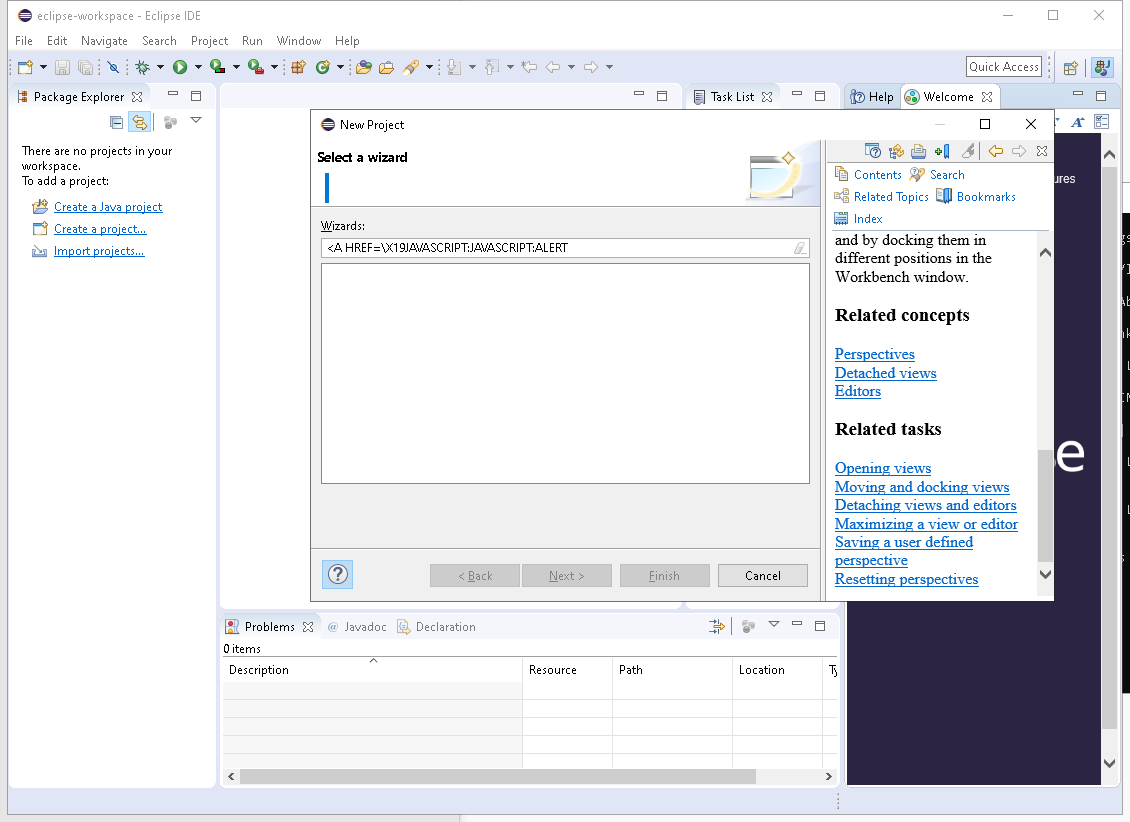 eclipse-workspace - Eclipse IDE
File Edit Navigate Search Project Run Window Help
Quick Access
Package Explorer
Task List
Help
Welcome
There are no projects in your
workspace.
To add a project:
Create a Java project
Create a project...
Import projects...
New Project
Select a wizard
Wizards:
<A HREF=\X19JAVASCRIPT:JAVASCRIPT:ALERT
< Back
Next >
Finish
Cancel
Contents
Search
Related Topics
Bookmarks
Index
and by docking them in
different positions in the
Workbench window.
Related concepts
Perspectives
Detached views
Editors
Related tasks
Opening views
Moving and docking views
Detaching views and editors
Maximizing a view or editor
Saving a user defined
perspective
Resetting perspectives
ures
e
Problems
@ Javadoc
Declaration
0 items
Description Resource Path Location Ty